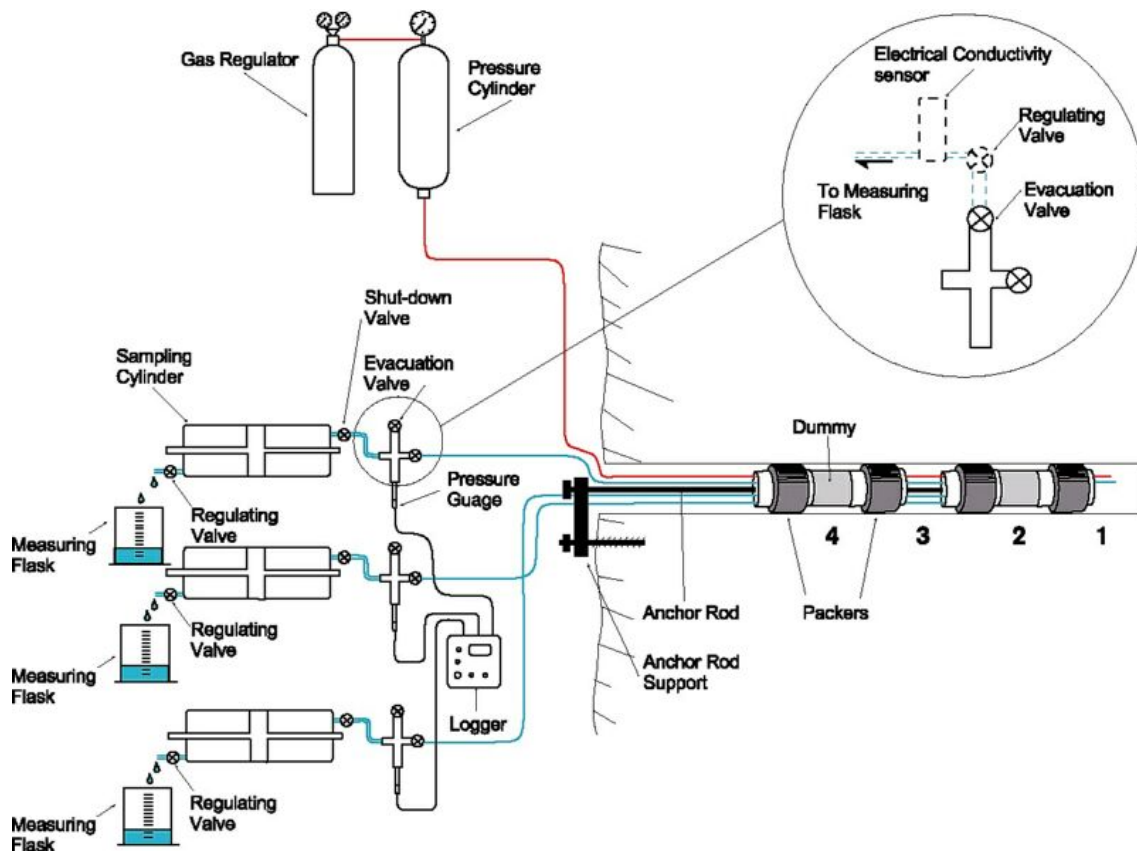 Gas Regulator
Pressure
Cylinder
Electrical Conductivity
sensor
Regulating
Valve
To Measuring
Flask
Evacuation
Valve
Shut-down
Valve
Sampling
Cylinder
Evacuation
Valve
Dummy
Pressure
Guage
Regulating
Valve
Measuring
Flask
4
3
2
1
Anchor Rod
Packers
Regulating
Valve
Measuring
Flask
Anchor Rod
Support
Logger
Regulating
Valve
Measuring
Flask